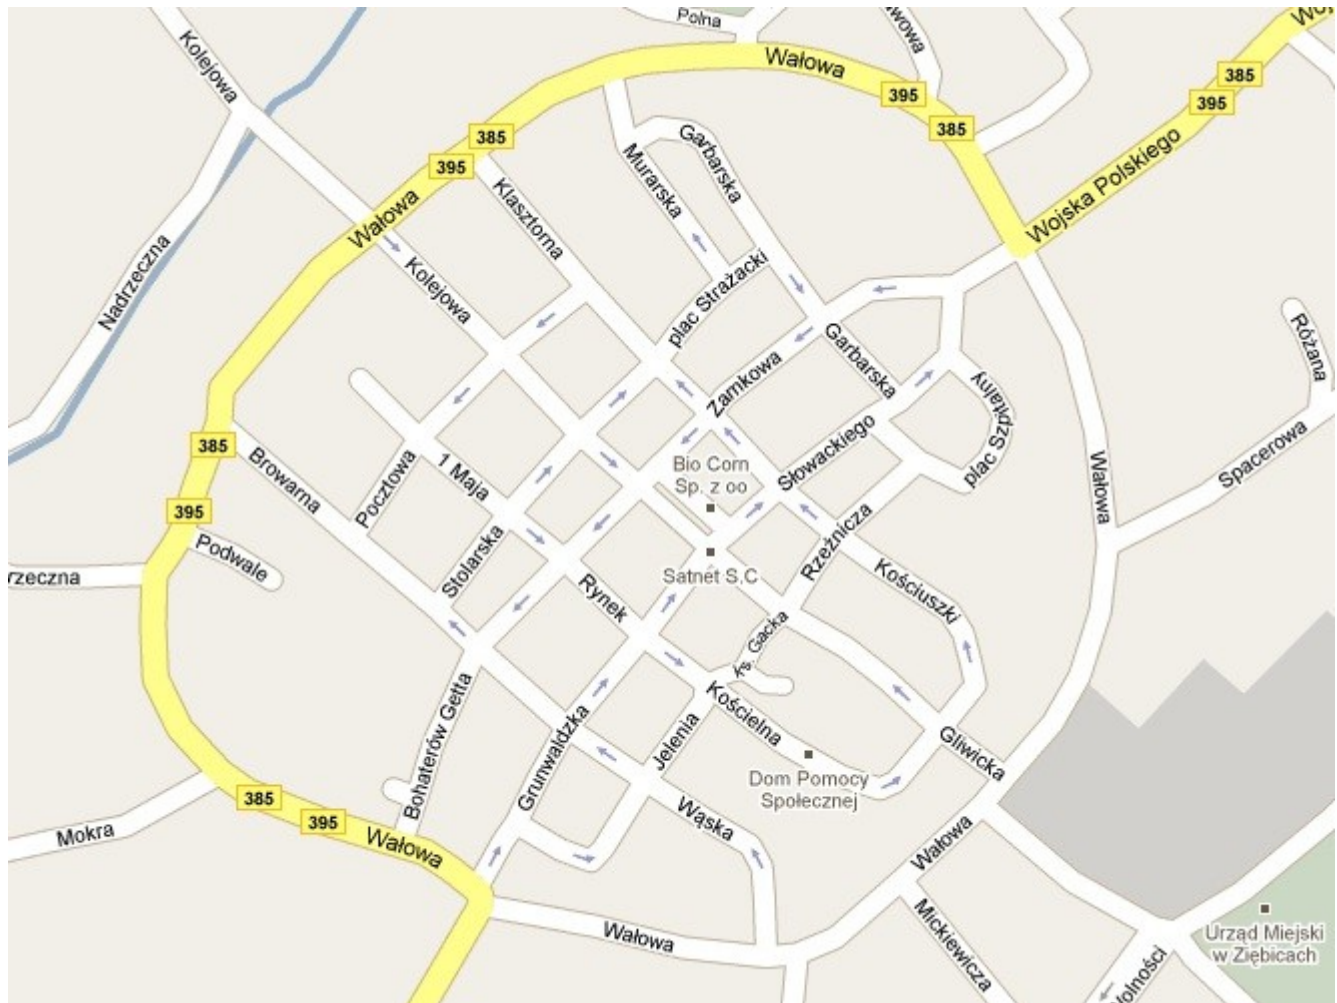 Polna
Kolejowa
Wałowa
395
385
385
395
385
395
Wojska Polskiego
Garbarska
Murarska
Klasztorna
Wałowa
Nadrzeczna
Kolejowa
plac Strażacki
Garbarska
Różana
Zamkowa
plac Szpitalny
385
Browarna
1 Maja
Pocztowa
Słowackiego
Bio Corn
Sp. z oo
Spacerowa
Wałowa
395
Podwale
Rzeźnicza
Stolarska
Satnet S.C
Kościuszki
Rynek
ks. Gacka
Bohaterów Getta
Kościelna
Grunwaldzka
Jelenia
Gliwicka
Dom Pomocy
Społecznej
385
395
Mokra
Wałowa
Wąska
Wałowa
Mickiewicza
Wałowa
Urząd Miejski
w Ziębicach